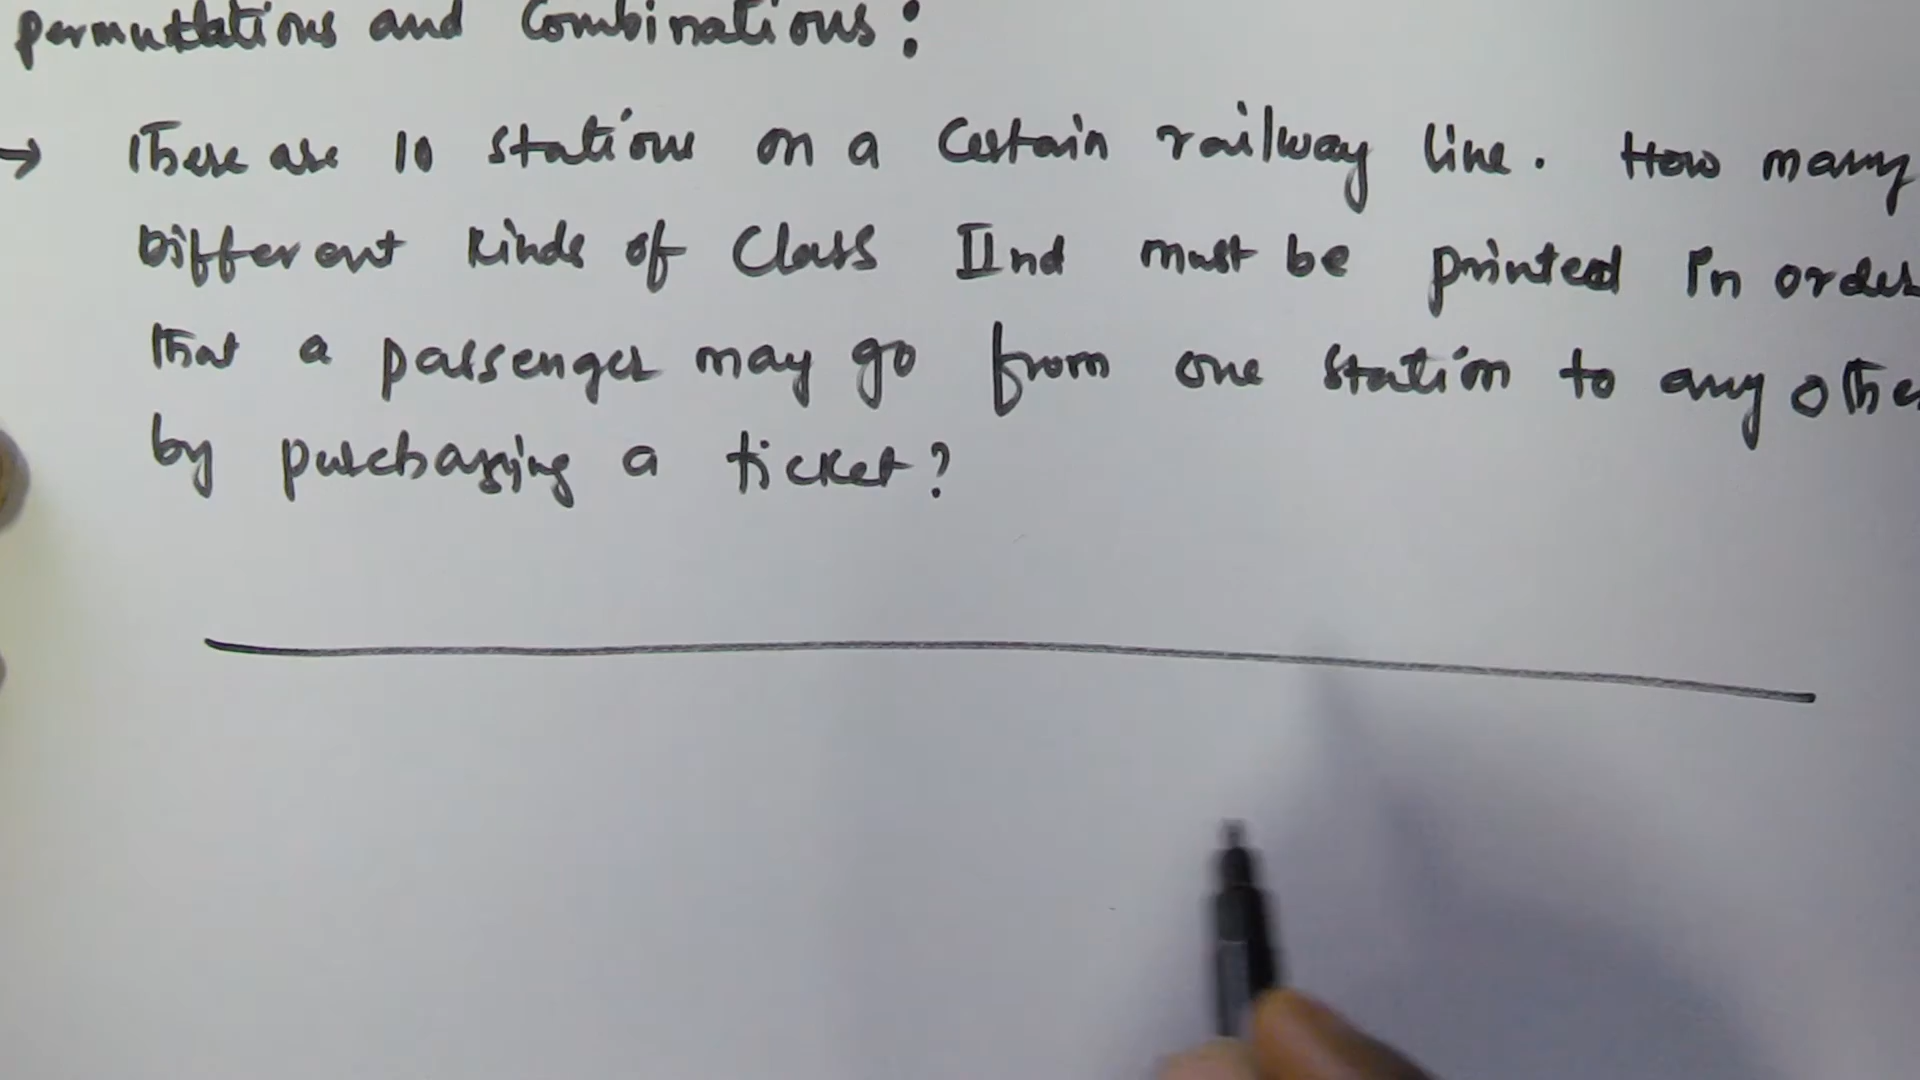 permutations and Combinations:
→ There are 10 stations on a Certain railway line. How many
Different kinds of Class IInd must be printed in order
that a passenger may go from one station to any other
by purchasing a ticket?